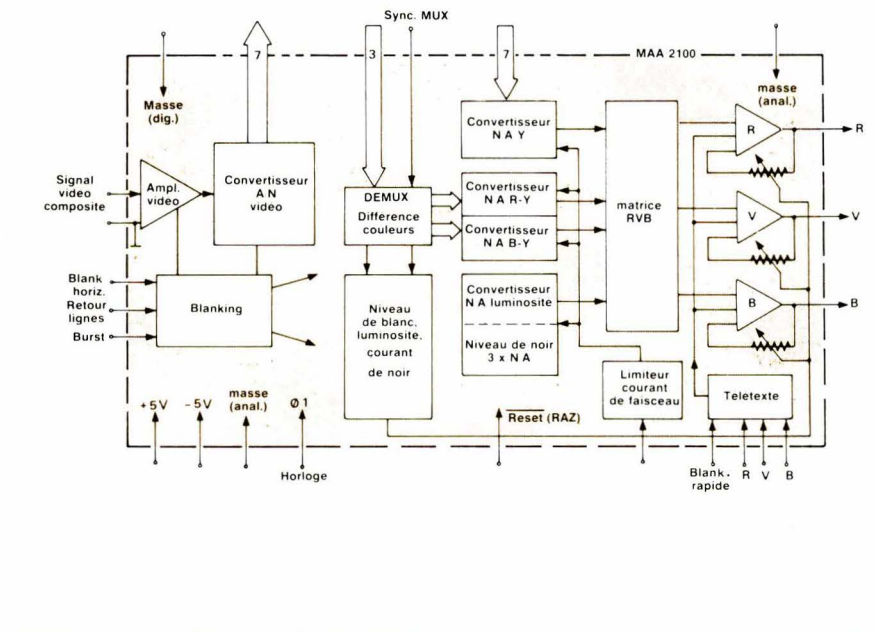 Sync. MUX
7
3
7
MAA 2100
Masse
(dig.)
masse
(anal.)
Convertisseur
N A Y
R
R
Signal
video
composite
Ampl.
video
Convertisseur
A N
video
DEMUX
Difference
couleurs
Convertisseur
N A R-Y
Convertisseur
N A B-Y
matrice
RVB
V
V
Blank
horiz.
Retour
lignes
Burst
Blanking
Niveau
de blanc,
luminosite,
courant
de noir
Convertisseur
N A luminosite
Niveau de noir
3 x N A
B
B
Limiteur
courant
de faisceau
Teletexte
+5V
-5V
masse
(anal.)
Ø1
Reset (RAZ)
Horloge
Blank.
rapide
R
V
B